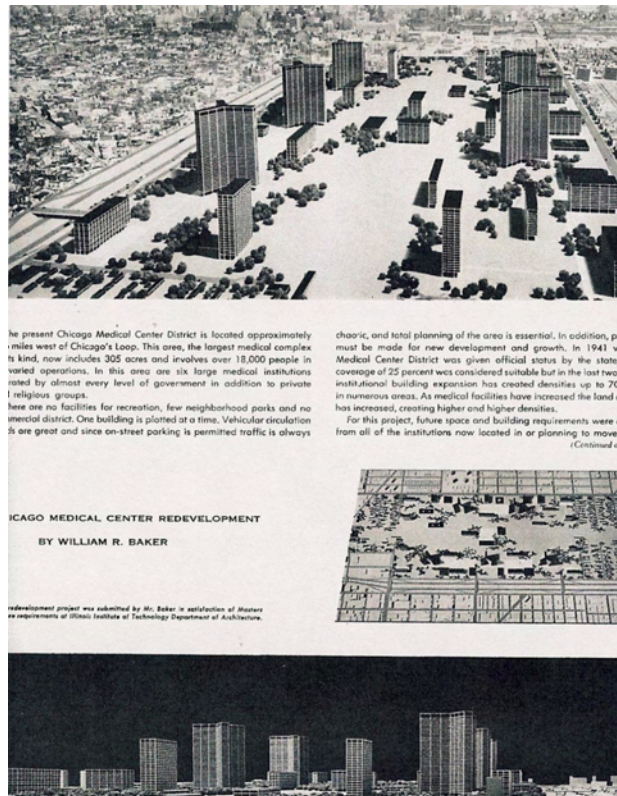 he present Chicago Medical Center District is located approximately
miles west of Chicago's Loop. This area, the largest medical complex
ts kind, now includes 305 acres and involves over 18,000 people in
varied operations. In this area are six large medical institutions
rated by almost every level of government in addition to private
religious groups.
here are no facilities for recreation, few neighborhood parks and no
mercial district. One building is plotted at a time. Vehicular circulation
ds are great and since on-street parking is permitted traffic is always
chaotic, and total planning of the area is essential. In addition, p
must be made for new development and growth. In 1941
Medical Center District was given official status by the state
coverage of 25 percent was considered suitable but in the last two
institutional building expansion has created densities up to 70
in numerous areas. As medical facilities have increased the land
has increased, creating higher and higher densities.
For this project, future space and building requirements were
from all of the institutions now located in or planning to move
(Continued
ICAGO MEDICAL CENTER REDEVELOPMENT
BY WILLIAM R. BAKER
redevelopment project was submitted by Mr. Baker in satisfaction of Masters
requirements at Illinois Institute of Technology Department of Architecture.